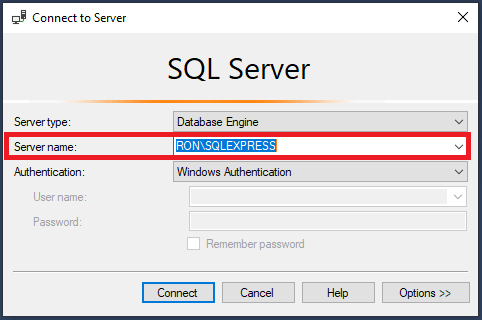 Connect to Server
SQL Server
Server type: Database Engine
Server name: RON\SQLEXPRESS
Authentication: Windows Authentication
User name:
Password:
Remember password
Connect Cancel Help Options >>